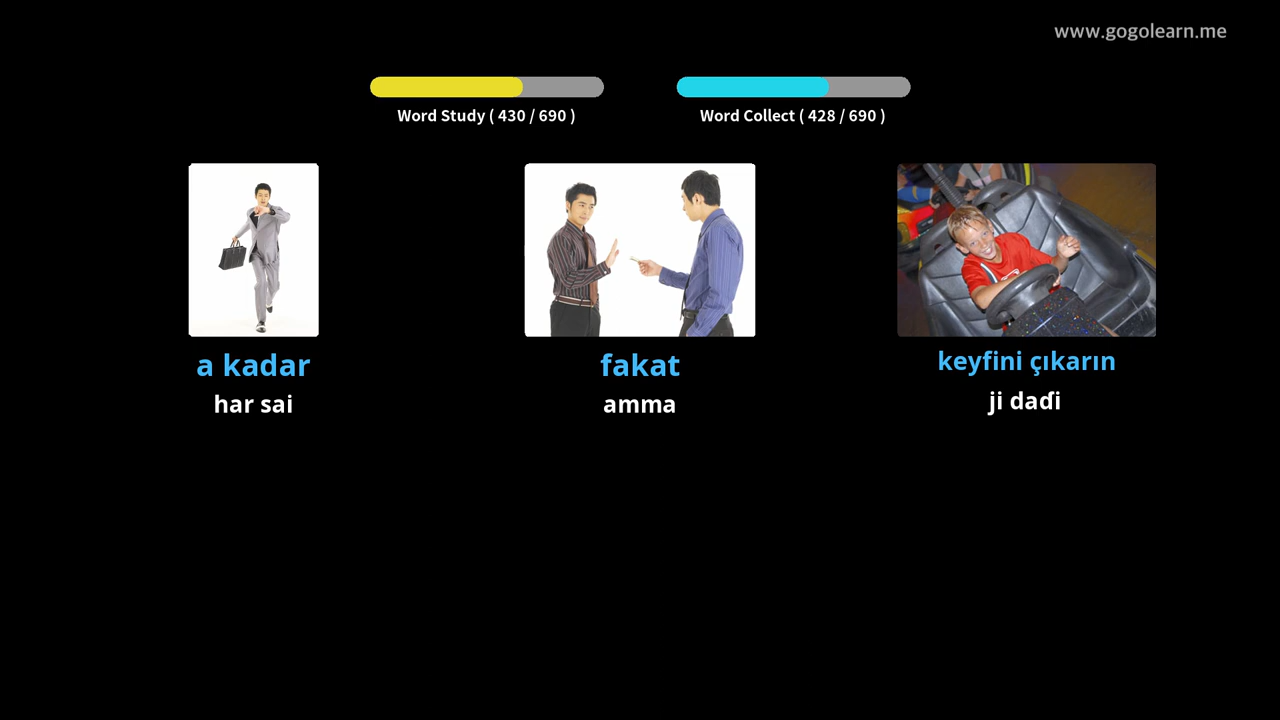 www.gogolearn.me
Word Study ( 430 / 690 )
Word Collect ( 428 / 690 )
a kadar
har sai
fakat
amma
keyfini çıkarın
ji daɗi